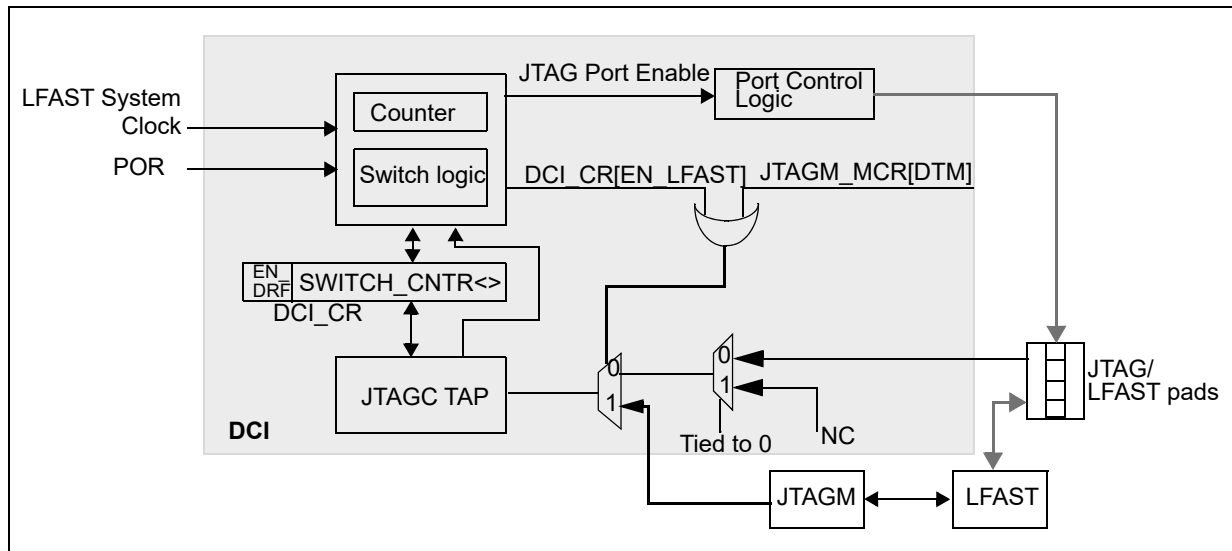 JTAG Port Enable
Port Control
Logic
LFAST System
Clock
Counter
POR
Switch logic
DCI_CR[EN_LFAST]
JTAGM_MCR[DTM]
EN_
DRF
SWITCH_CNTR<>
DCI_CR
0
1
0
1
JTAG/
LFAST pads
JTAGC TAP
DCI
Tied to 0
NC
JTAGM
LFAST